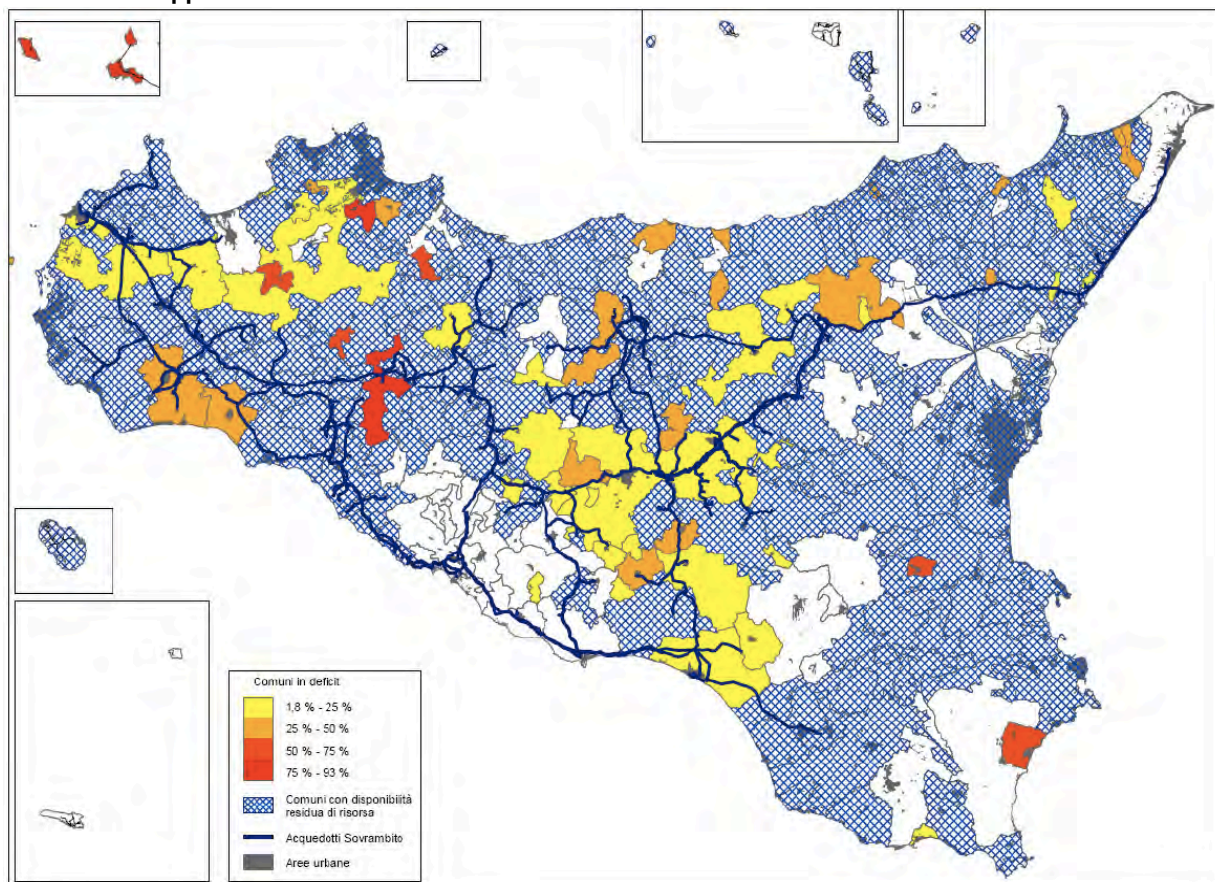 Comuni in deficit
1,8 % - 25 %
25 % - 50 %
50 % - 75 %
75 % - 93 %
Comuni con disponibilità
residua di risorsa
Acquedotti Sovrambito
Aree urbane